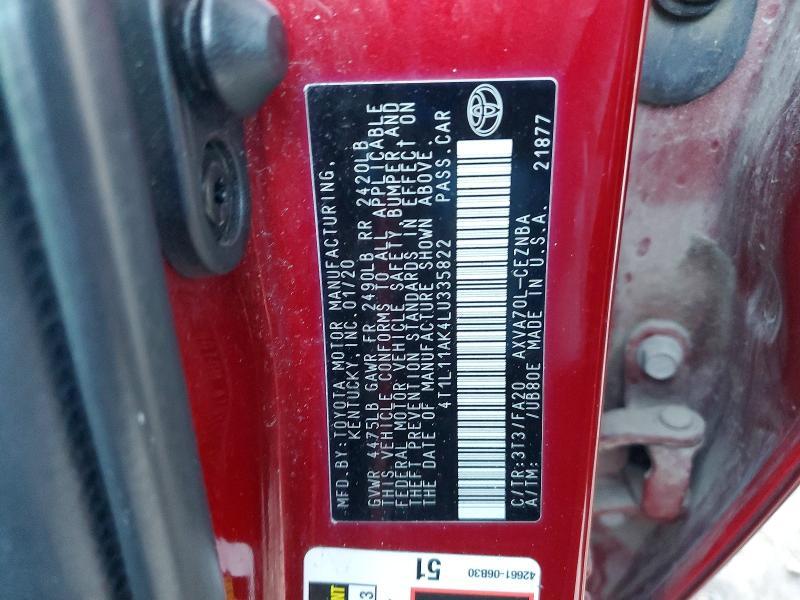 MFD.BY:TOYOTA MOTOR MANUFACTURING,
KENTUCKY,INC.01/20
GVWR 4475LB GAWR FR 2490LB RR 2420LB
THIS VEHICLE CONFORMS TO ALL APPLICABLE
FEDERAL MOTOR VEHICLE SAFETY,BUMPER,AND
THEFT PREVENTION STANDARDS IN EFFECT ON
THE DATE OF MANUFACTURE SHOWN ABOVE.
4T1L11AK4LU335822 PASS.CAR
C/TR:3T3/FA20 AXVA70L-CEZNBA
A/TM: /UB80E MADE IN U.S.A. 21877
51
42661-06B30